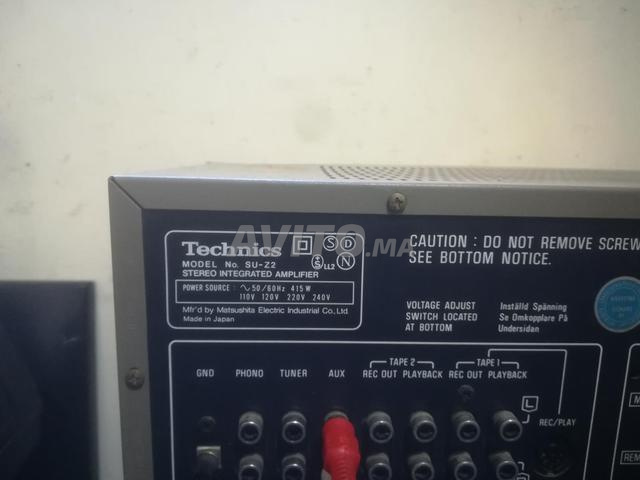 Technics
S D
S LL2 N
MODEL No. SU-Z2
STEREO INTEGRATED AMPLIFIER
POWER SOURCE : ∿50/60Hz 415W
110V 120V 220V 240V
Mfr'd by Matsushita Electric Industrial Co., Ltd.
Made in Japan
AVITO.MA
CAUTION : DO NOT REMOVE SCREW
SEE BOTTOM NOTICE.
VOLTAGE ADJUST
SWITCH LOCATED
AT BOTTOM
Inställd Spänning
Se Omkopplare På
Undersidan
GND PHONO TUNER AUX
TAPE 2
REC OUT PLAYBACK
TAPE 1
REC OUT PLAYBACK
L
REC/PLAY